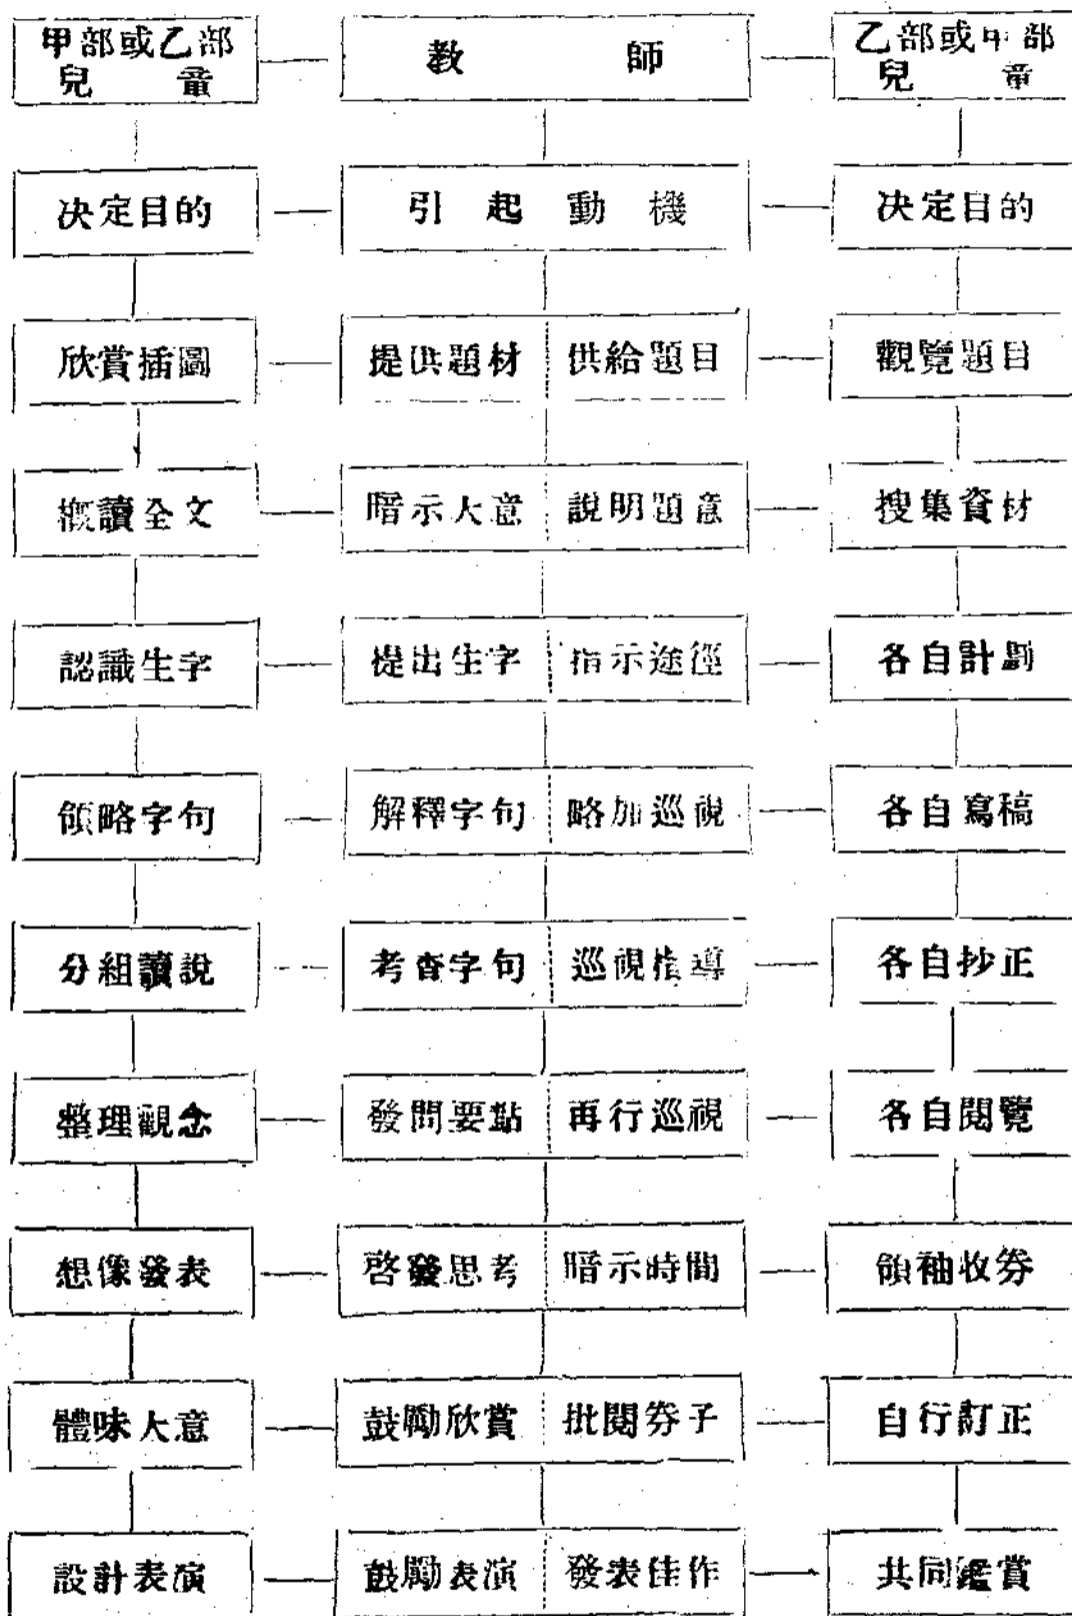 甲部或乙部兒童 教師 乙部或甲部兒童
决定目的 引起動機 决定目的
欣賞插圖 提供題材 供給題目 觀覽題目
概讀全文 暗示大意 說明題意 搜集資材
認識生字 提出生字 指示途徑 各自計劃
領略字句 解釋字句 略加巡視 各自寫稿
分組讀說 考查字句 巡視指導 各自抄正
整理觀念 發問要點 再行巡視 各自閱覽
想像發表 啓發思考 暗示時間 領袖收券
體味大意 鼓勵欣賞 批閱券子 自行訂正
設計表演 鼓勵表演 發表佳作 共同鑑賞